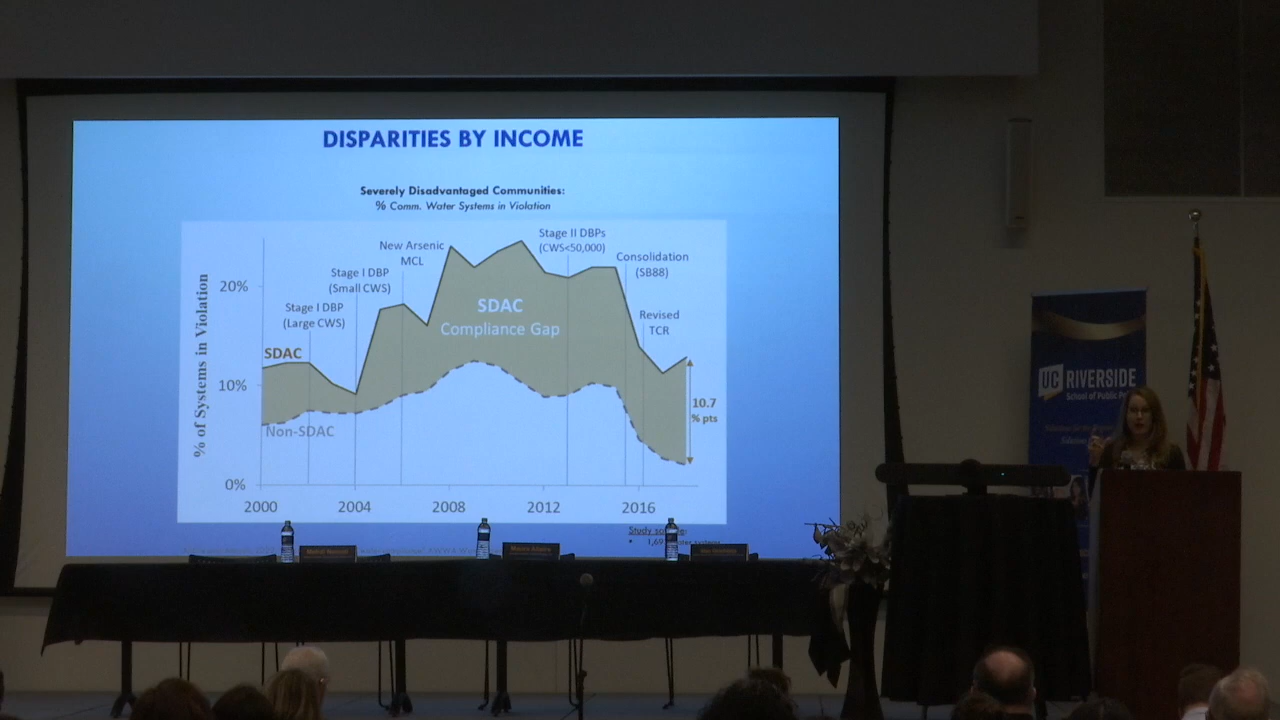 DISPARITIES BY INCOME
Severely Disadvantaged Communities:
% Comm. Water Systems in Violation
% of Systems in Violation
20%
10%
0%
2000
2004
2008
2012
2016
Stage I DBP
(Large CWS)
Stage I DBP
(Small CWS)
New Arsenic
MCL
Stage II DBPs
(CWS<50,000)
Consolidation
(SB88)
Revised
TCR
SDAC
SDAC
Compliance Gap
Non-SDAC
10.7
% pts
Study
UC
RIVERSIDE
School of Public